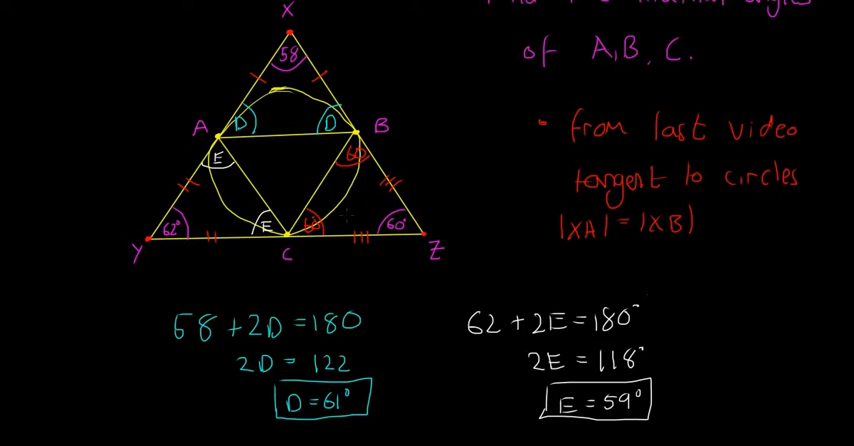 X
of A, B, C.
58
A
D
D
B
• from last video
E
60
tangent to circles
62°
E
60°
60°
|XA| = |XB|
Y
C
Z
58 + 2D = 180
2D = 122
D = 61°
62 + 2E = 180°
2E = 118°
E = 59°